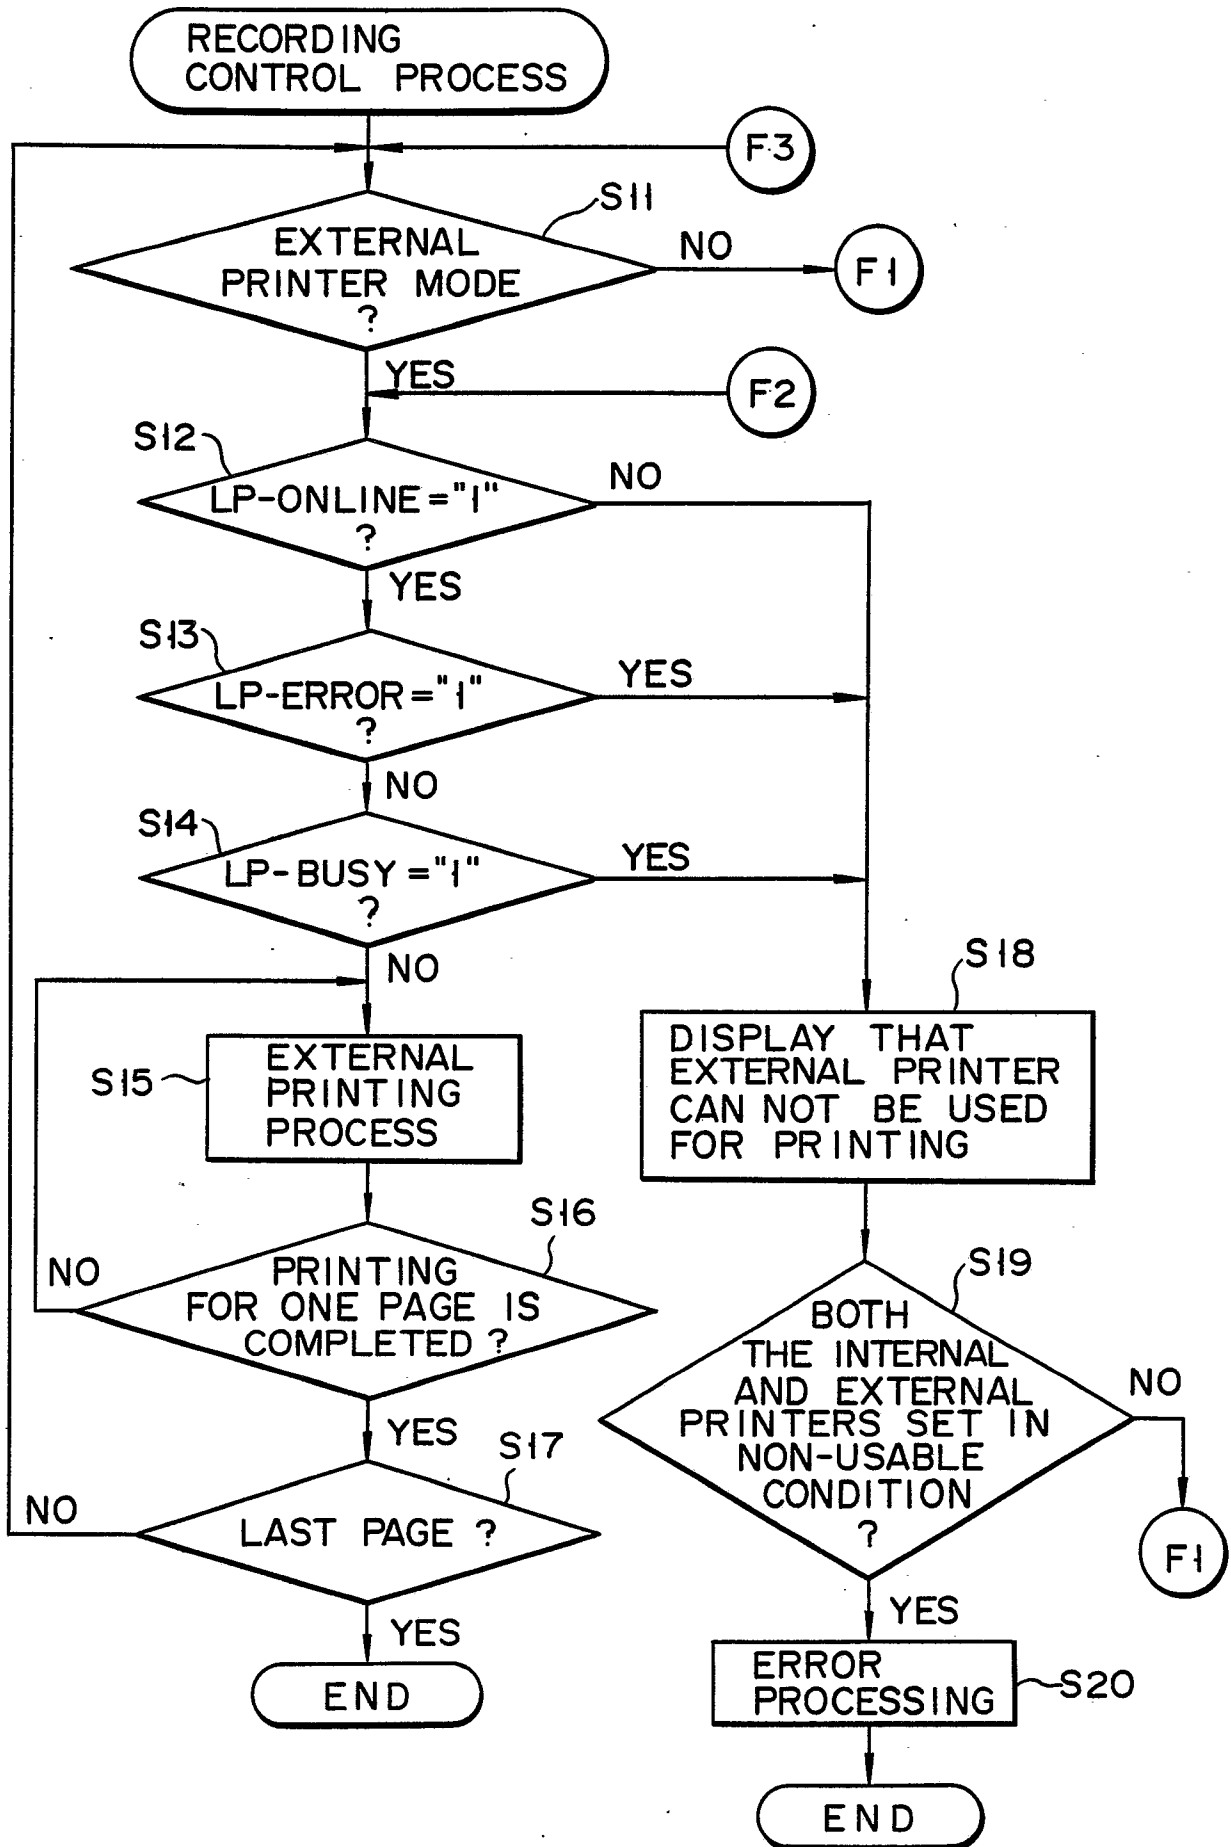 RECORDING
CONTROL PROCESS
F3
S11
EXTERNAL
PRINTER MODE
?
NO
F1
YES
F2
S12
LP-ONLINE="1"
?
NO
YES
S13
LP-ERROR="1"
?
YES
NO
S14
LP-BUSY="1"
?
YES
NO
S15
EXTERNAL
PRINTING
PROCESS
S18
DISPLAY THAT
EXTERNAL PRINTER
CAN NOT BE USED
FOR PRINTING
S16
PRINTING
FOR ONE PAGE IS
COMPLETED ?
NO
YES
S19
BOTH
THE INTERNAL
AND EXTERNAL
PRINTERS SET IN
NON-USABLE
CONDITION
?
NO
F1
S17
LAST PAGE ?
NO
YES
END
YES
ERROR
PROCESSING
S20
END